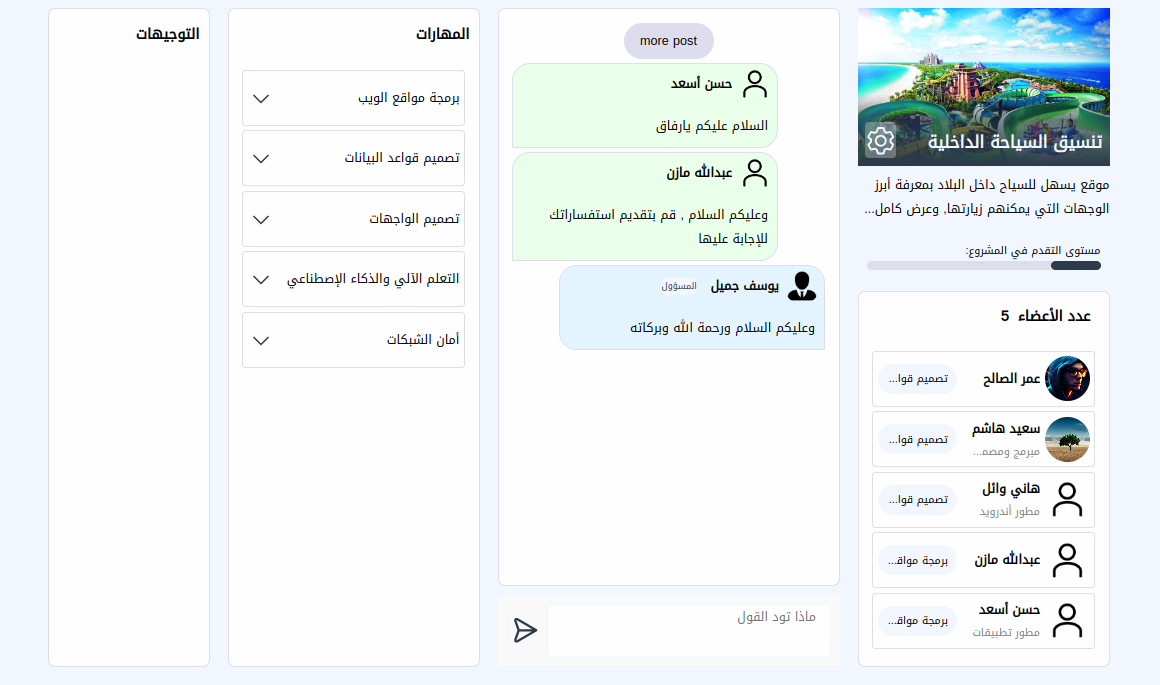 تنسيق السياحة الداخلية
موقع يسهل للسياح داخل البلاد بمعرفة أبرز
الوجهات التي يمكنهم زيارتها, وعرض كامل...
مستوى التقدم في المشروع:
عدد الأعضاء 5
عمر الصالح
تصميم قوا...
سعيد هاشم
مبرمج ومصم...
تصميم قوا...
هاني وائل
مطور أندرويد
تصميم قوا...
عبدالله مازن
برمجة مواقـ...
حسن أسعد
مطور تطبيقات
برمجة مواقـ...
more post
حسن أسعد
السلام عليكم يارفاق
عبدالله مازن
وعليكم السلام , قم بتقديم استفساراتك
للإجابة عليها
يوسف جميل
المسؤول
وعليكم السلام ورحمة الله وبركاته
ماذا تود القول
المهارات
برمجة مواقع الويب
تصميم قواعد البيانات
تصميم الواجهات
التعلم الآلي والذكاء الإصطناعي
أمان الشبكات
التوجيهات